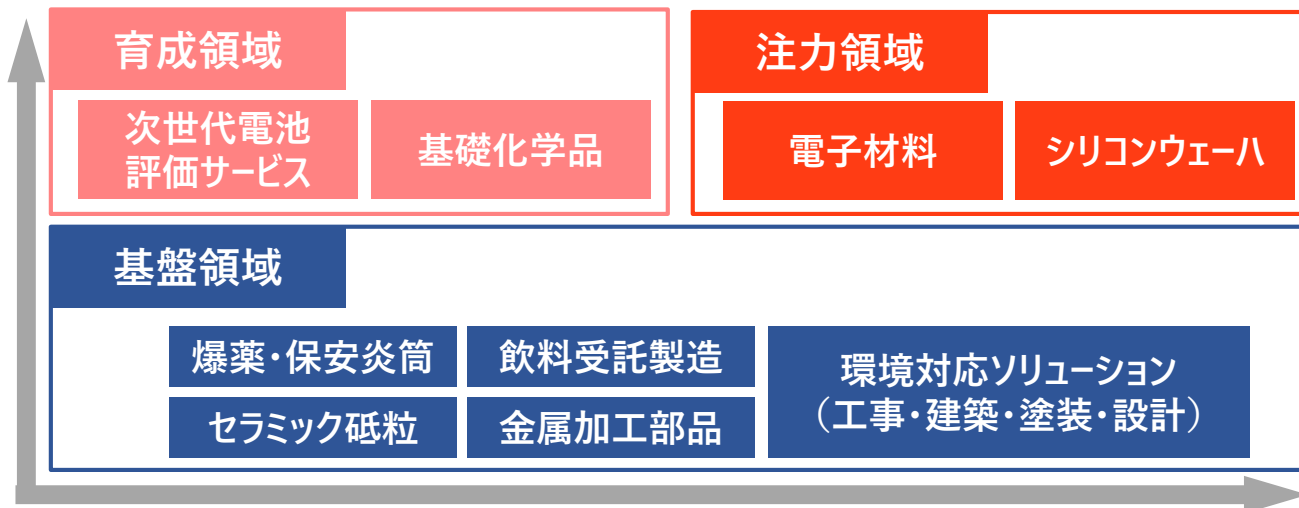 育成領域
次世代電池
評価サービス
基礎化学品
注力領域
電子材料
シリコンウェーハ
基盤領域
爆薬・保安炎筒
飲料受託製造
環境対応ソリューション
（工事・建築・塗装・設計）
セラミック砥粒
金属加工部品